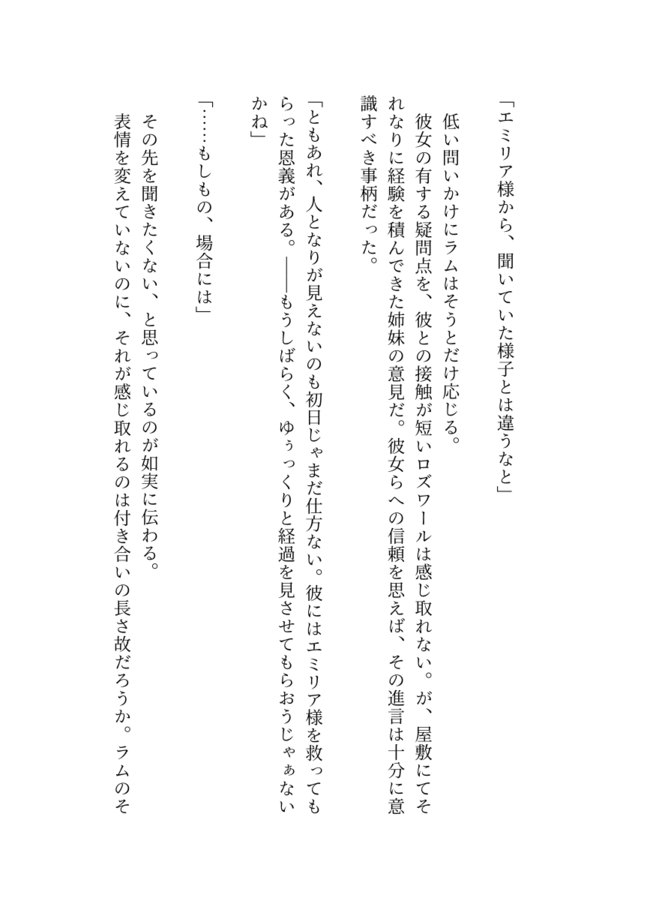 「エミリア様から、聞いていた様子とは違うなと」
低い問いかけにラムはそうとだけ応じる。
彼女の有する疑問点を、彼との接触が短いロズワールは感じ取れない。が、屋敷にてそ
れなりに経験を積んできた姉妹の意見だ。彼女らへの信頼を思えば、その進言は十分に意
識すべき事柄だった。
「ともあれ、人となりが見えないのも初日じゃまだ仕方ない。彼にはエミリア様を救っても
らった恩義がある。――もうしばらく、ゆぅっくりと経過を見させてもらおうじゃぁない
かね」
「……もしもの、場合には」
その先を聞きたくない、と思っているのが如実に伝わる。
表情を変えていないのに、それが感じ取れるのは付き合いの長さ故だろうか。ラムのそ